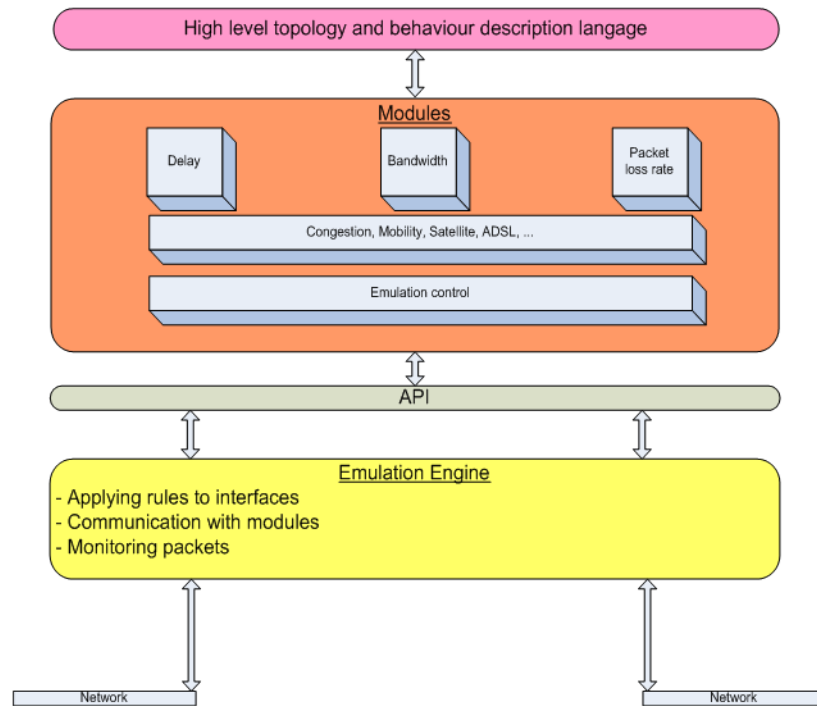 High level topology and behaviour description langage
Modules
Delay
Bandwidth
Packet
loss rate
Congestion, Mobility, Satellite, ADSL, ...
Emulation control
API
Emulation Engine
- Applying rules to interfaces
- Communication with modules
- Monitoring packets
Network
Network